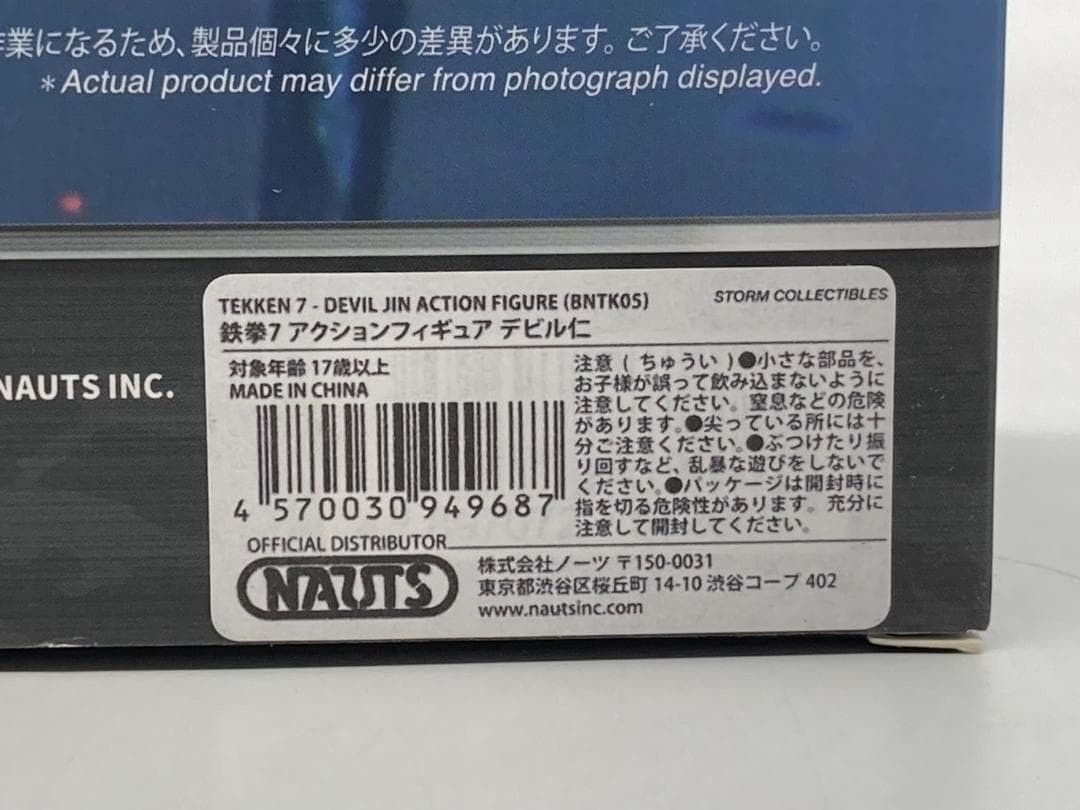 業になるため、製品個々に多少の差異があります。ご了承ください。
*Actual product may differ from photograph displayed.
NAUTS INC.
TEKKEN 7 - DEVIL JIN ACTION FIGURE (BNTK05)
STORM COLLECTIBLES
鉄拳7 アクションフィギュア デビル仁
対象年齢 17歳以上
MADE IN CHINA
4 570030 949687
注意 ( ちゅうい )●小さな部品を、
お子様が誤って飲み込まないように
注意してください。窒息などの危険
があります。●尖っている所には十
分ご注意ください。●ぶつけたり振
り回すなど、乱暴な遊びをしないで
ください。●パッケージは開封時に
指を切る危険性があります。充分に
注意して開封してください。
OFFICIAL DISTRIBUTOR
NAUTS
株式会社ノーツ 〒150-0031
東京都渋谷区桜丘町 14-10 渋谷コープ 402
www.nautsinc.com